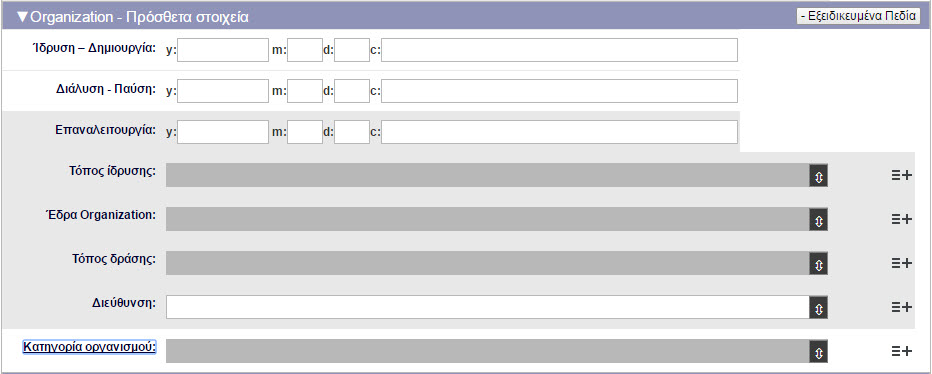 ▼Organization - Πρόσθετα στοιχεία - Εξειδικευμένα Πεδία
Ίδρυση – Δημιουργία: y: m: d: c:
Διάλυση - Παύση: y: m: d: c:
Επαναλειτουργία: y: m: d: c:
Τόπος ίδρυσης:
Έδρα Organization:
Τόπος δράσης:
Διεύθυνση:
Κατηγορία οργανισμού: